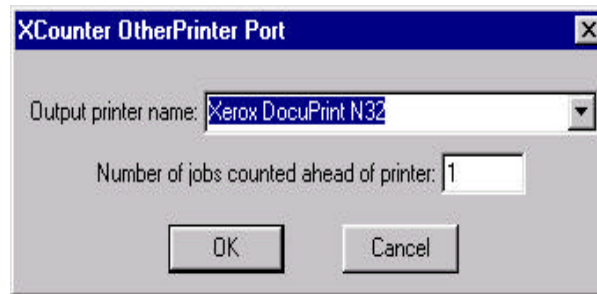 XCounter OtherPrinter Port
Output printer name: Xerox DocuPrint N32
Number of jobs counted ahead of printer: 1
OK Cancel